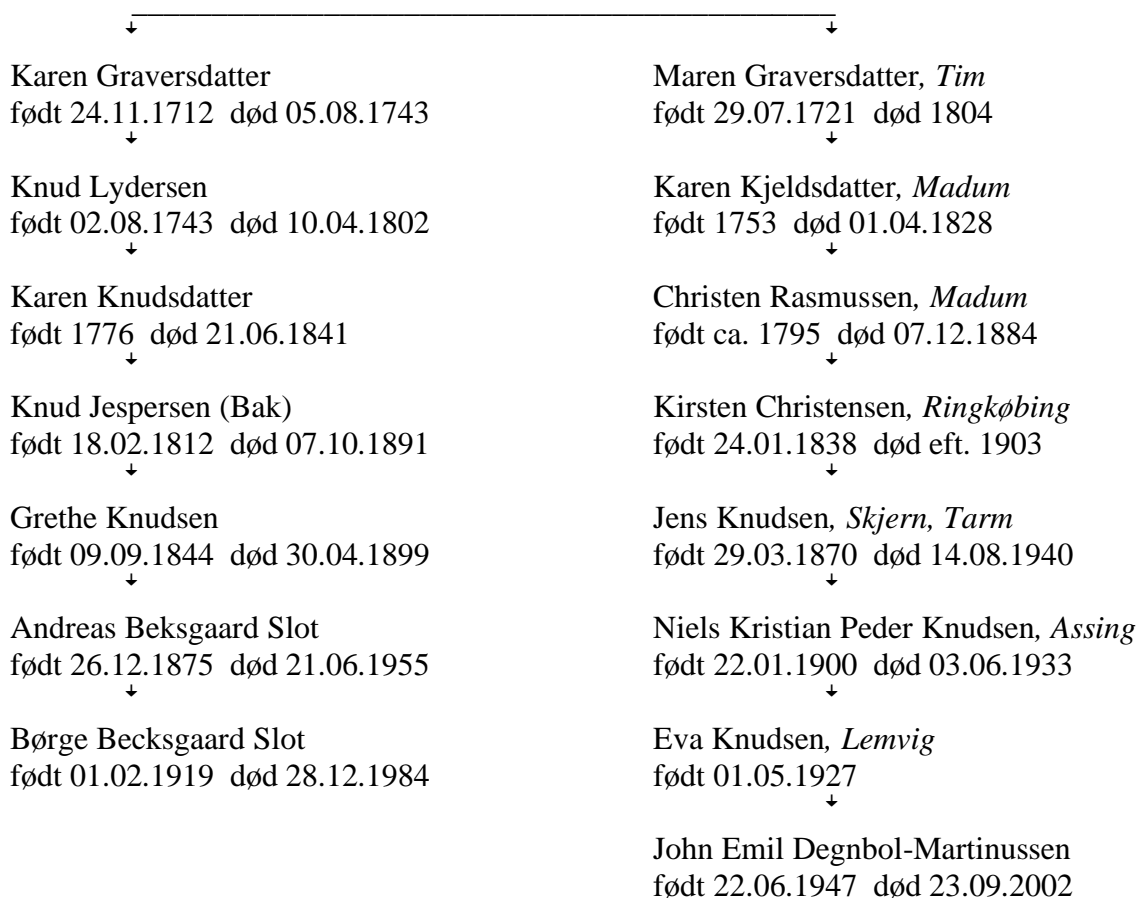 Karen Graversdatter
født 24.11.1712 død 05.08.1743
Knud Lydersen
født 02.08.1743 død 10.04.1802
Karen Knudsdatter
født 1776 død 21.06.1841
Knud Jespersen (Bak)
født 18.02.1812 død 07.10.1891
Grethe Knudsen
født 09.09.1844 død 30.04.1899
Andreas Beksgaard Slot
født 26.12.1875 død 21.06.1955
Børge Becksgaard Slot
født 01.02.1919 død 28.12.1984
Maren Graversdatter, Tim
født 29.07.1721 død 1804
Karen Kjeldsdatter, Madum
født 1753 død 01.04.1828
Christen Rasmussen, Madum
født ca. 1795 død 07.12.1884
Kirsten Christensen, Ringkøbing
født 24.01.1838 død eft. 1903
Jens Knudsen, Skjern, Tarm
født 29.03.1870 død 14.08.1940
Niels Kristian Peder Knudsen, Assing
født 22.01.1900 død 03.06.1933
Eva Knudsen, Lemvig
født 01.05.1927
John Emil Degnbol-Martinussen
født 22.06.1947 død 23.09.2002